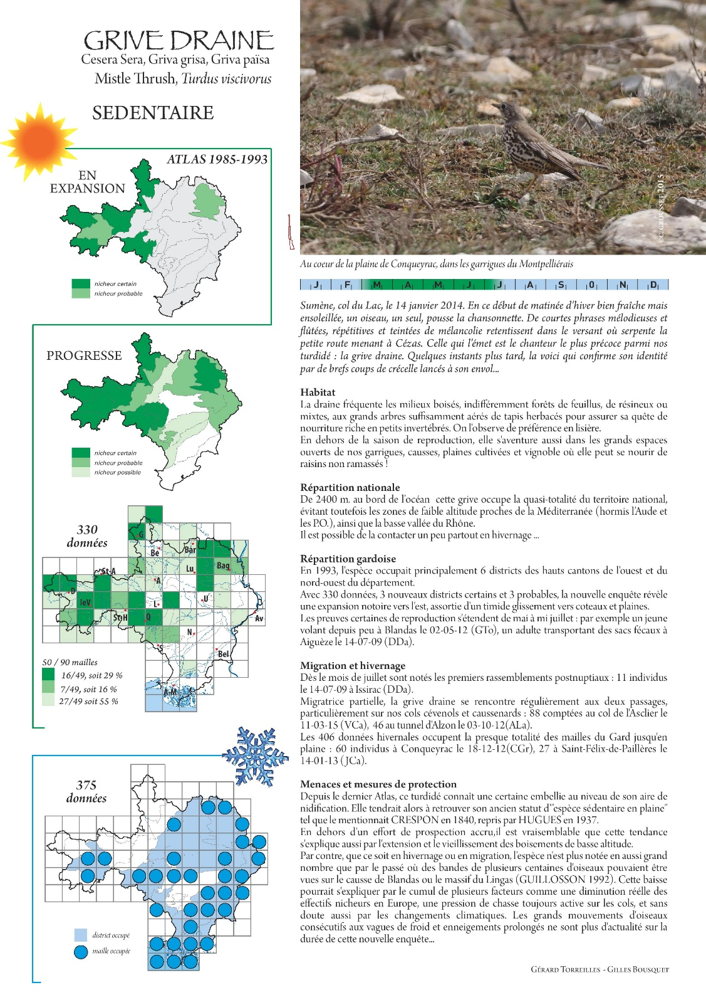 GRIVE DRAINE
Cesera Sera, Griva grisa, Griva païsa
Mistle Thrush, Turdus viscivorus
SEDENTAIRE
ATLAS 1985-1993
EN
EXPANSION
nicheur certain
nicheur probable
PROGRESSE
nicheur certain
nicheur probable
nicheur possible
330
données
G
Be
Bar
Lu
Baq
St-A
A
D
leV
L
U
St-H
Q
Av
N
S
Bel
A-M
50 / 90 mailles
16/49, soit 29 %
7/49, soit 16 %
27/49 soit 55 %
375
données
district occupé
maille occupée
©C. GROUSSET 2015
Au coeur de la plaine de Conqueyrac, dans les garrigues du Montpelliérais
J F M A M J J A S O N D
Sumène, col du Lac, le 14 janvier 2014. En ce début de matinée d'hiver bien fraîche mais
ensoleillée, un oiseau, un seul, pousse la chansonnette. De courtes phrases mélodieuses et
flûtées, répétitives et teintées de mélancolie retentissent dans le versant où serpente la
petite route menant à Cézas. Celle qui l'émet est le chanteur le plus précoce parmi nos
turdidé : la grive draine. Quelques instants plus tard, la voici qui confirme son identité
par de brefs coups de crécelle lancés à son envol...
Habitat
La draine fréquente les milieux boisés, indifféremment forêts de feuillus, de résineux ou
mixtes, aux grands arbres suffisamment aérés de tapis herbacés pour assurer sa quête de
nourriture riche en petits invertébrés. On l'observe de préférence en lisière.
En dehors de la saison de reproduction, elle s'aventure aussi dans les grands espaces
ouverts de nos garrigues, causses, plaines cultivées et vignoble où elle peut se nourir de
raisins non ramassés !
Répartition nationale
De 2400 m. au bord de l'océan cette grive occupe la quasi-totalité du territoire national,
évitant toutefois les zones de faible altitude proches de la Méditerranée (hormis l'Aude et
les P.O.), ainsi que la basse vallée du Rhône.
Il est possible de la contacter un peu partout en hivernage ...
Répartition gardoise
En 1993, l'espèce occupait principalement 6 districts des hauts cantons de l'ouest et du
nord-ouest du département.
Avec 330 données, 3 nouveaux districts certains et 3 probables, la nouvelle enquête révèle
une expansion notoire vers l'est, assortie d'un timide glissement vers coteaux et plaines.
Les preuves certaines de reproduction s'étendent de mai à mi juillet : par exemple un jeune
volant depuis peu à Blandas le 02-05-12 (GTo), un adulte transportant des sacs fécaux à
Aiguèze le 14-07-09 (DDa).
Migration et hivernage
Dès le mois de juillet sont notés les premiers rassemblements postnuptiaux : 11 individus
le 14-07-09 à Issirac (DDa).
Migratrice partielle, la grive draine se rencontre régulièrement aux deux passages,
particulièrement sur nos cols cévenols et caussenards : 88 comptées au col de l'Asclier le
11-03-15 (VCa), 46 au tunnel d'Alzon le 03-10-12(ALa).
Les 406 données hivernales occupent la presque totalité des mailles du Gard jusqu'en
plaine : 60 individus à Conqueyrac le 18-12-12(CGr), 27 à Saint-Félix-de-Paillères le
14-01-13 (JCa).
Menaces et mesures de protection
Depuis le dernier Atlas, ce turdidé connaît une certaine embellie au niveau de son aire de
nidification. Elle tendrait alors à retrouver son ancien statut d'"espèce sédentaire en plaine"
tel que le mentionnait CRESPON en 1840, repris par HUGUES en 1937.
En dehors d'un effort de prospection accru,il est vraisemblable que cette tendance
s'explique aussi par l'extension et le vieillissement des boisements de basse altitude.
Par contre, que ce soit en hivernage ou en migration, l'espèce n'est plus notée en aussi grand
nombre que par le passé où des bandes de plusieurs centaines d'oiseaux pouvaient être
vues sur le causse de Blandas ou le massif du Lingas (GUILLOSSON 1992). Cette baisse
pourrait s'expliquer par le cumul de plusieurs facteurs comme une diminution réélle des
effectifs nicheurs en Europe, une pression de chasse toujours active sur les cols, et sans
doute aussi par les changements climatiques. Les grands mouvements d'oiseaux
consécutifs aux vagues de froid et enneigements prolongés ne sont plus d'actualité sur la
durée de cette nouvelle enquête...
GÉRARD TORREILLES - GILLES BOUSQUET